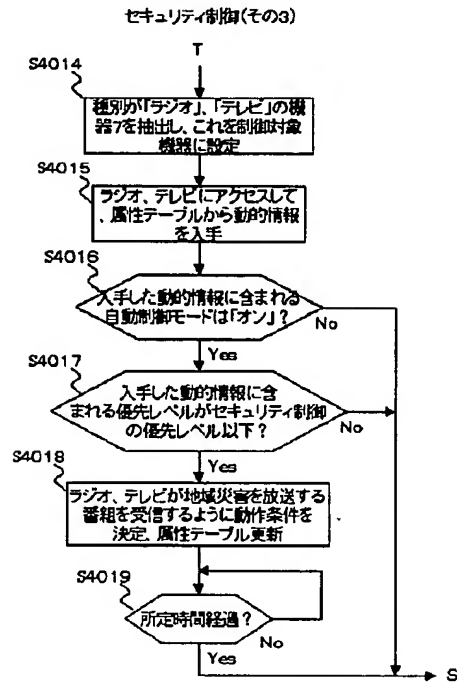 セキュリティ制御(その3)
T
S4014
種別が「ラジオ」、「テレビ」の機
器7を抽出し、これを制御対象
機器に設定
S4015
ラジオ、テレビにアクセスして
、属性テーブルから動的情報
を入手
S4016
入手した動的情報に含まれる
自動制御モードは「オン」?
No
Yes
S4017
入手した動的情報に含
まれる優先レベルがセキュリティ制御
の優先レベル以下?
No
Yes
S4018
ラジオ、テレビが地域災害を放送する
番組を受信するように動作条件を
決定、属性テーブル更新
S4019
所定時間経過?
No
Yes
S